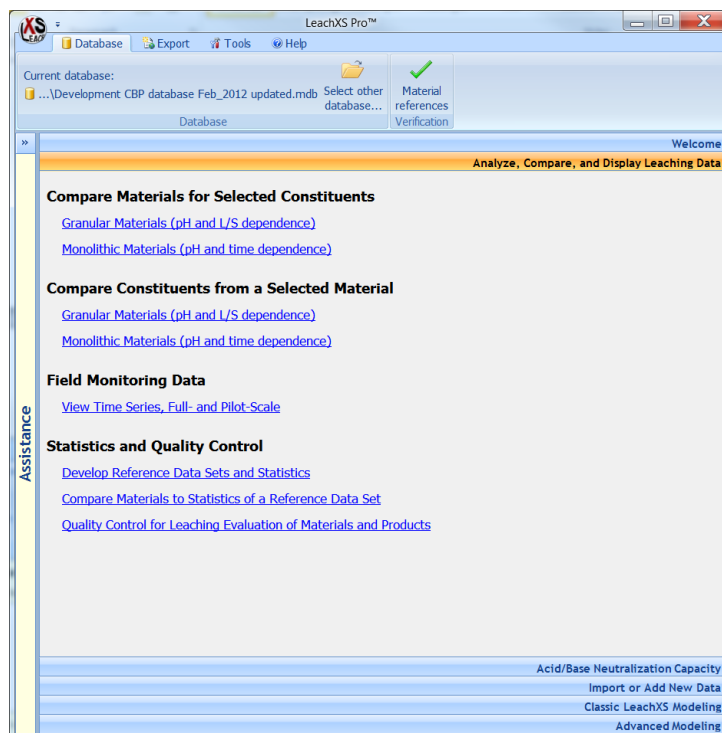 LeachXS Pro™
XS
LEACH
Database Export Tools Help
Current database:
...\Development CBP database Feb_2012 updated.mdb
Select other
database...
Material
references
Database
Verification
»
Welcome
Analyze, Compare, and Display Leaching Data
Assistance
Compare Materials for Selected Constituents
Granular Materials (pH and L/S dependence)
Monolithic Materials (pH and time dependence)
Compare Constituents from a Selected Material
Granular Materials (pH and L/S dependence)
Monolithic Materials (pH and time dependence)
Field Monitoring Data
View Time Series, Full- and Pilot-Scale
Statistics and Quality Control
Develop Reference Data Sets and Statistics
Compare Materials to Statistics of a Reference Data Set
Quality Control for Leaching Evaluation of Materials and Products
Acid/Base Neutralization Capacity
Import or Add New Data
Classic LeachXS Modeling
Advanced Modeling